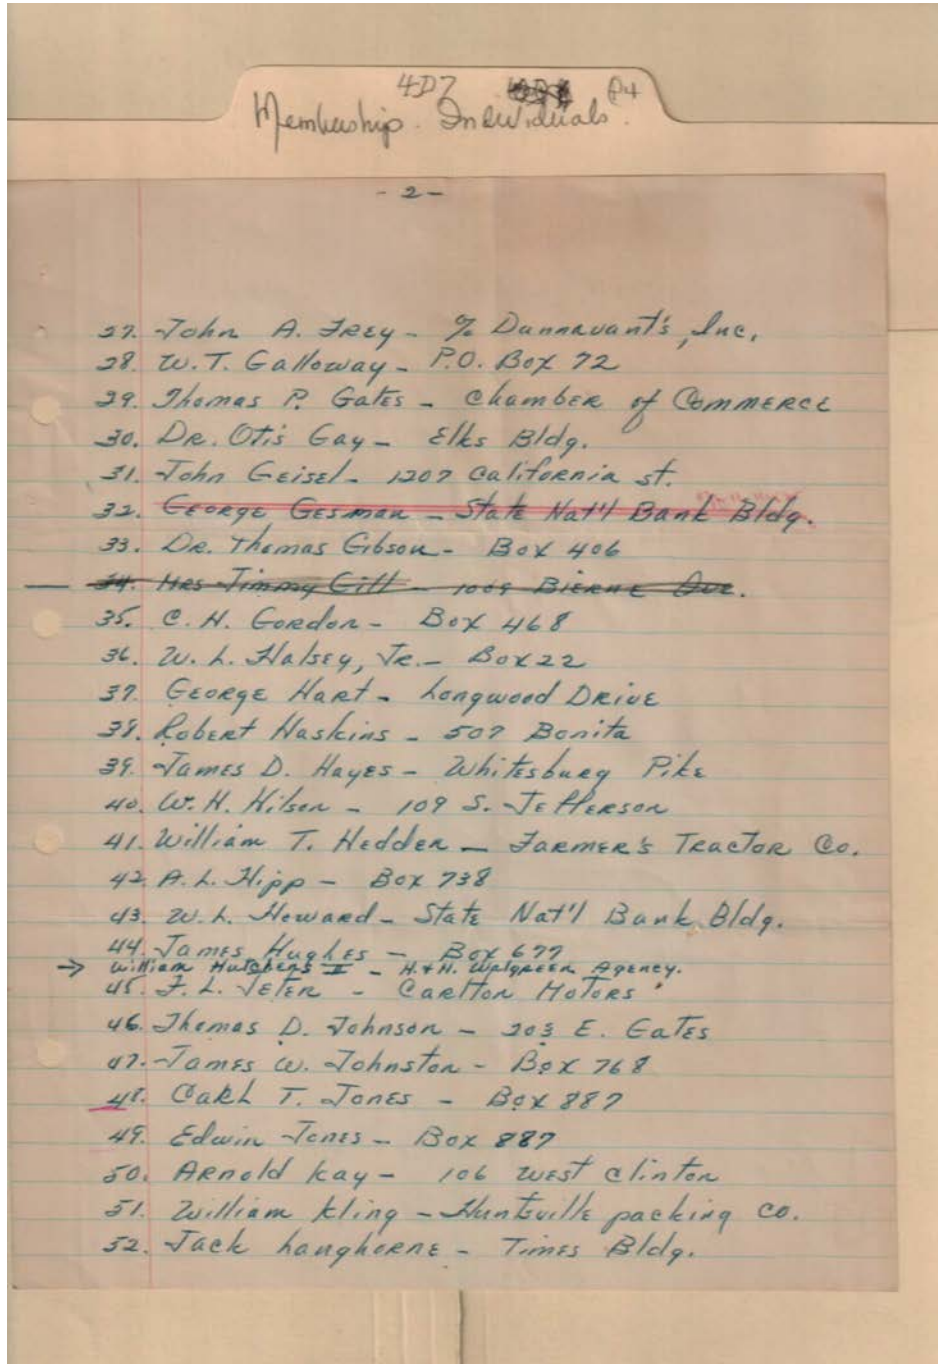 4D7 P4
Membership. Individuals.
- 2 -
27. John A. Frey - % Dannavant's, Inc.
28. W.T. Galloway - P.O. Box 72
29. Thomas P. Gates - Chamber of Commerce
30. Dr. Otis Gay - Elks Bldg.
31. John Geisel - 1207 California st.
32. George Gesman - State Nat'l Bank Bldg.
33. Dr. Thomas Gibson - Box 406
34. Mrs Jimmy Gill - 1009 Bierne Ave.
35. C. H. Gordon - Box 468
36. W. L. Halsey, Jr. - Box 22
37. George Hart - Longwood Drive
38. Robert Haskins - 507 Bonita
39. James D. Hayes - Whitesburg Pike
40. W. H. Hilson - 109 S. Jefferson
41. William T. Hedden - Farmer's Tractor Co.
42. A. L. Hipp - Box 738
43. W. L. Howard - State Nat'l Bank Bldg.
44. James Hughes - Box 677
→ William Hutchens II - H. & H. Walgreen Agency.
45. F. L. Jeter - Carlton Motors
46. Thomas D. Johnson - 203 E. Gates
47. James W. Johnston - Box 768
48. Carl T. Jones - Box 887
49. Edwin Jones - Box 887
50. Arnold Kay - 106 West Clinton
51. William Kling - Huntsville packing Co.
52. Jack Langhorne - Times Bldg.